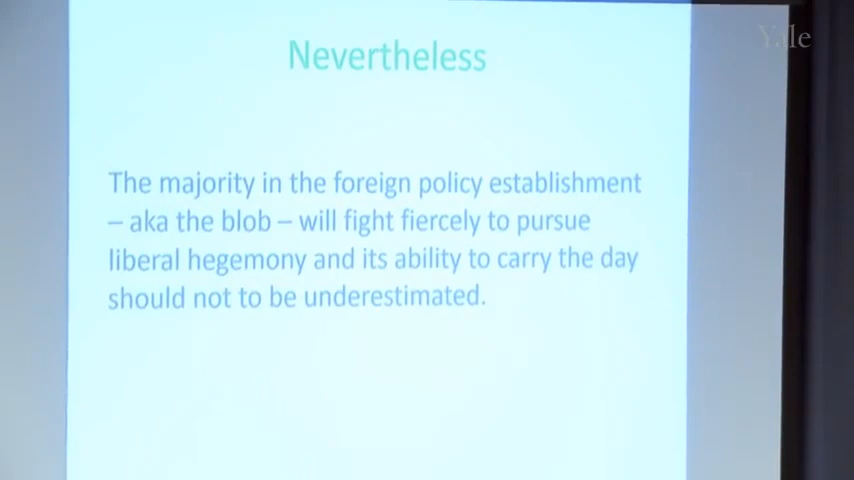 Yale
Nevertheless
The majority in the foreign policy establishment
– aka the blob – will fight fiercely to pursue
liberal hegemony and its ability to carry the day
should not to be underestimated.